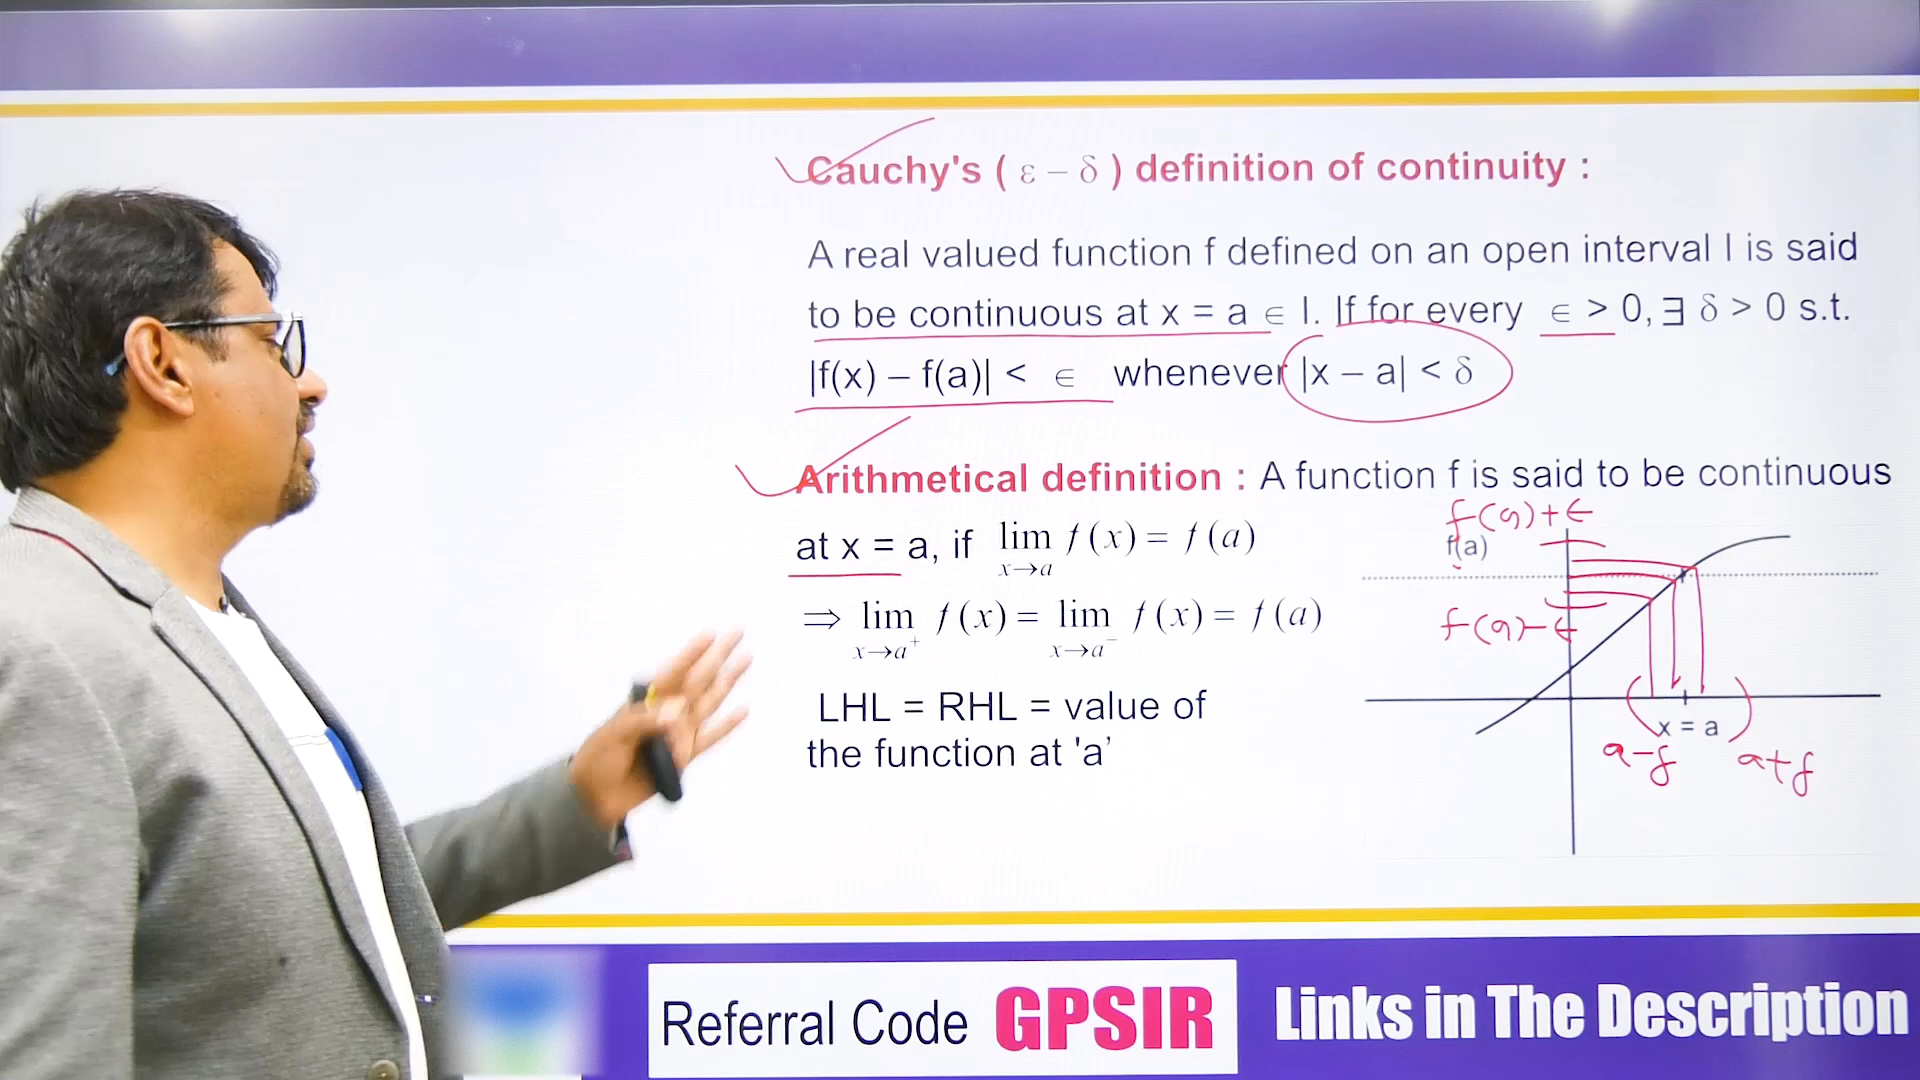 Cauchy's ( ε – δ ) definition of continuity :
A real valued function f defined on an open interval I is said
to be continuous at x = a ∈ I. If for every ∈ > 0, ∃ δ > 0 s.t.
|f(x) – f(a)| < ∈ whenever |x – a| < δ
Arithmetical definition : A function f is said to be continuous
at x = a, if lim f (x) = f (a)
x→a
⇒ lim f (x) = lim f (x) = f (a)
x→a⁺ x→a⁻
LHL = RHL = value of
the function at 'a’
f(a)+ϵ
f(a)
f(a)-ϵ
x = a
a-δ
a+δ
Referral Code GPSIR
Links in The Description